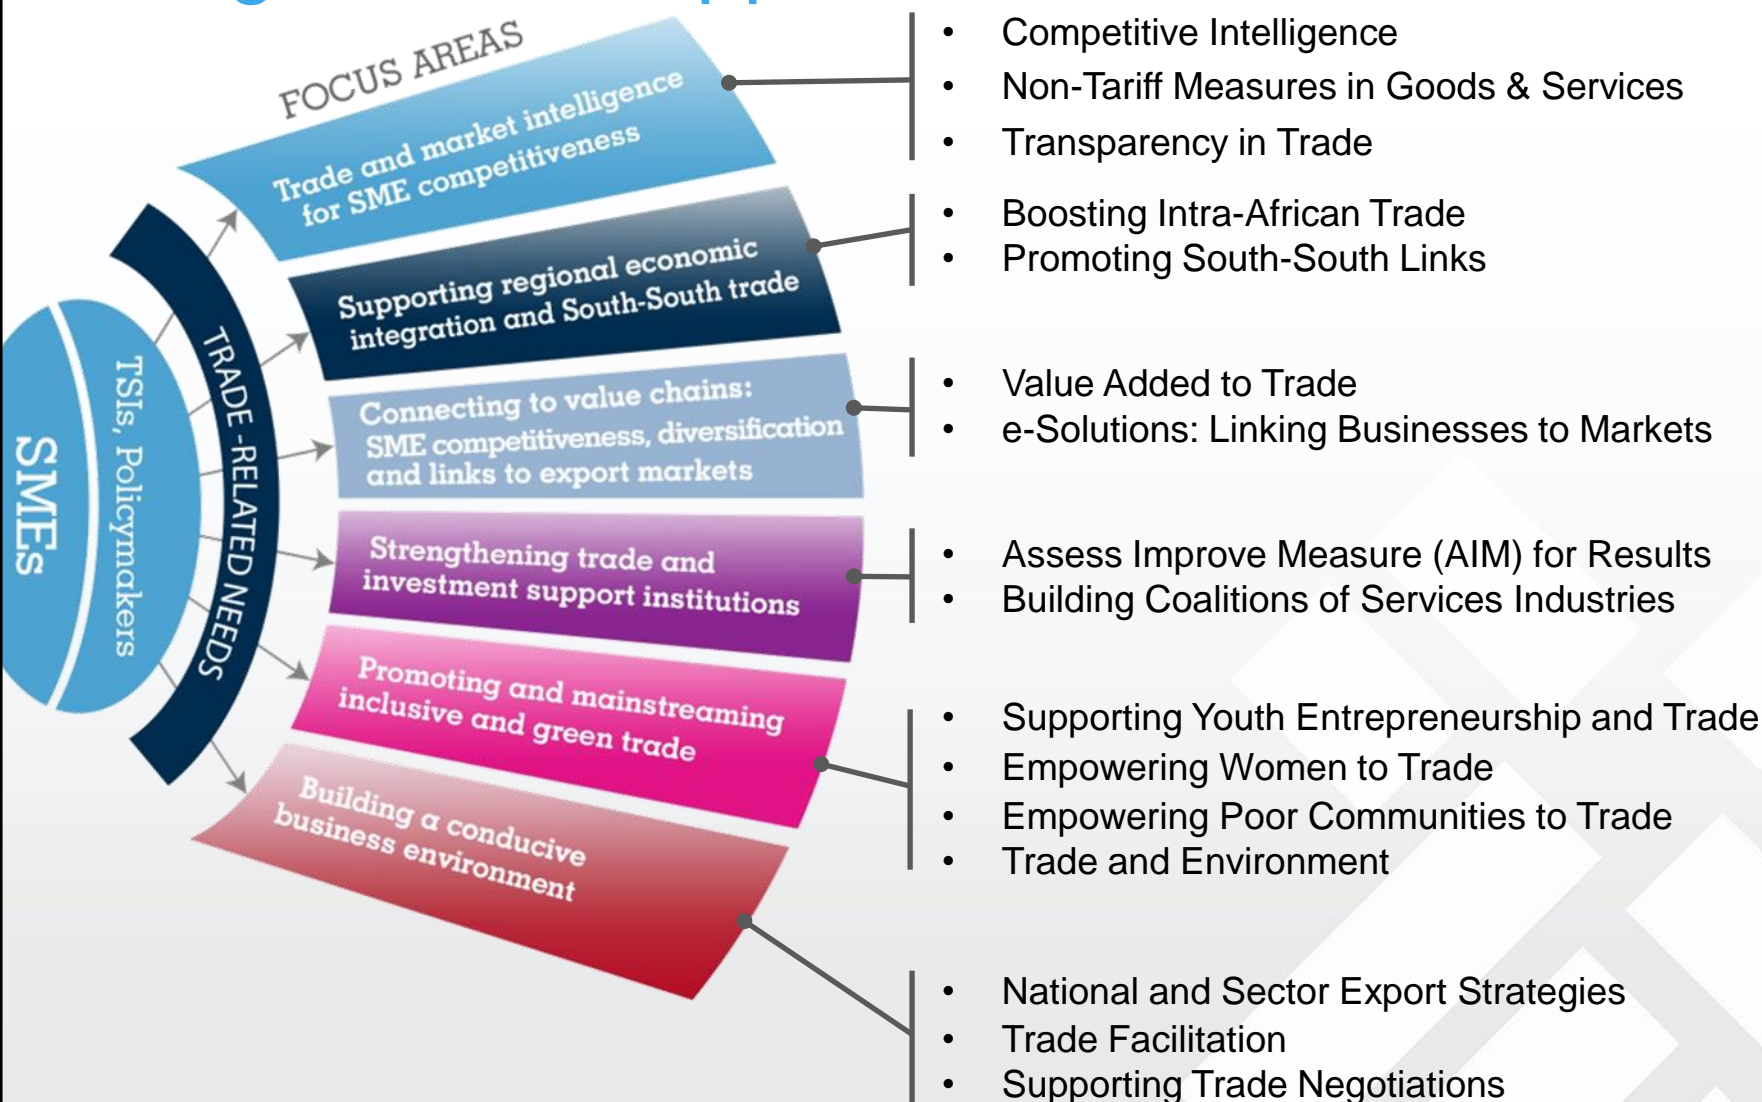 FOCUS AREAS
Trade and market intelligence
for SME competitiveness
Supporting regional economic
integration and South-South trade
Connecting to value chains:
SME competitiveness, diversification
and links to export markets
Strengthening trade and
investment support institutions
Promoting and mainstreaming
inclusive and green trade
Building a conducive
business environment
TRADE-RELATED NEEDS
TSIs, Policymakers
SMEs
• Competitive Intelligence
• Non-Tariff Measures in Goods & Services
• Transparency in Trade
• Boosting Intra-African Trade
• Promoting South-South Links
• Value Added to Trade
• e-Solutions: Linking Businesses to Markets
• Assess Improve Measure (AIM) for Results
• Building Coalitions of Services Industries
• Supporting Youth Entrepreneurship and Trade
• Empowering Women to Trade
• Empowering Poor Communities to Trade
• Trade and Environment
• National and Sector Export Strategies
• Trade Facilitation
• Supporting Trade Negotiations